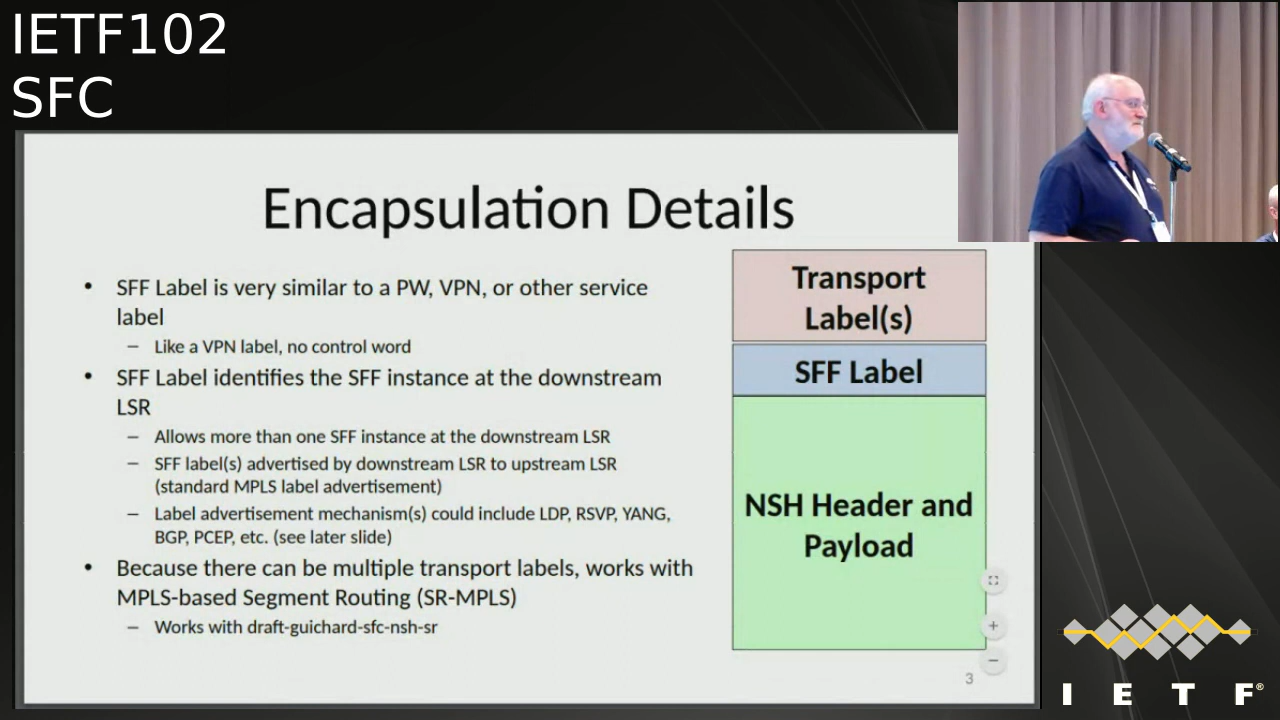 IETF102
SFC
Encapsulation Details
• SFF Label is very similar to a PW, VPN, or other service
label
– Like a VPN label, no control word
• SFF Label identifies the SFF instance at the downstream
LSR
– Allows more than one SFF instance at the downstream LSR
– SFF label(s) advertised by downstream LSR to upstream LSR
(standard MPLS label advertisement)
– Label advertisement mechanism(s) could include LDP, RSVP, YANG,
BGP, PCEP, etc. (see later slide)
• Because there can be multiple transport labels, works with
MPLS-based Segment Routing (SR-MPLS)
– Works with draft-guichard-sfc-nsh-sr
Transport
Label(s)
SFF Label
NSH Header and
Payload
3
I E T F®